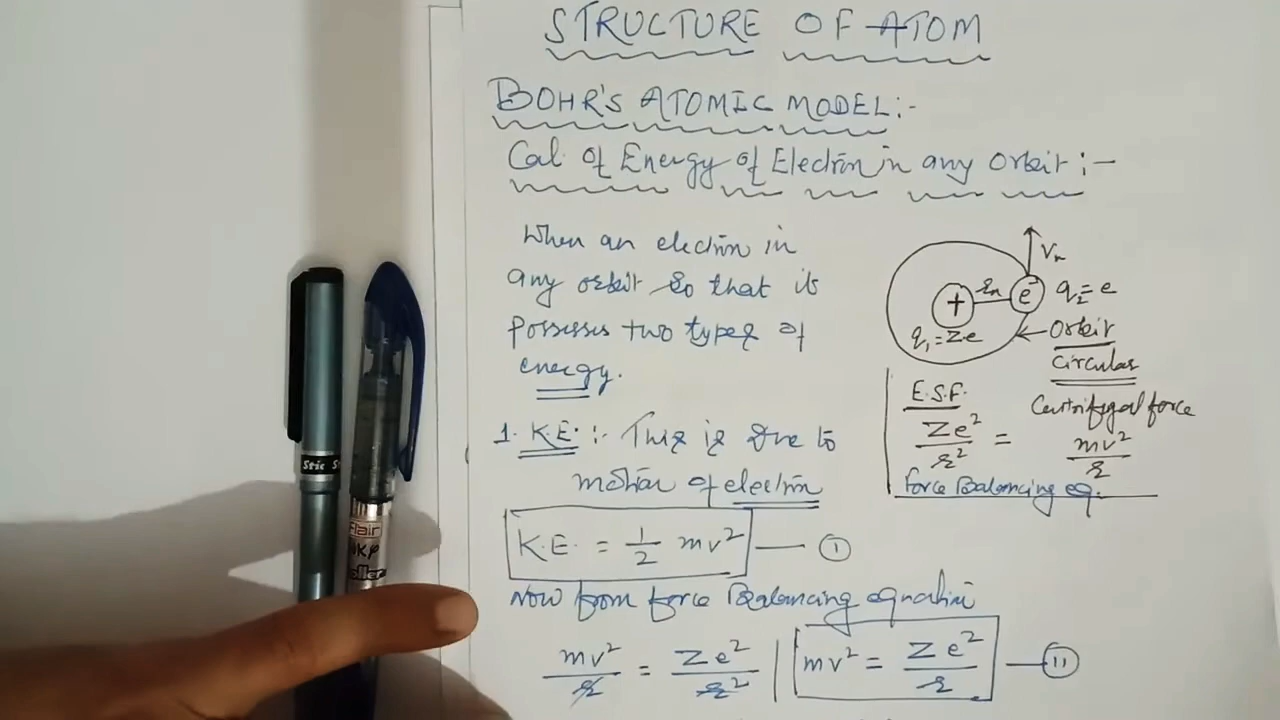 STRUCTURE OF ATOM
BOHR'S ATOMIC MODEL:-
Cal. of Energy of Electron in any Orbit :-
When an electron in
any orbit so that it
possesses two types of
energy.
Vn
rn
e-
q2=e
+
q1=Ze
Orbit
Circular
E.S.F.
Centrifugal force
Ze²/r² = mv²/r
Force Balancing eq.
1. K.E. :- This is due to
motion of electron
K.E. = 1/2 mv² — (1)
Now from force Balancing equation
mv²/r = Ze²/r² | mv² = Ze²/r — (11)
Stic
Flair